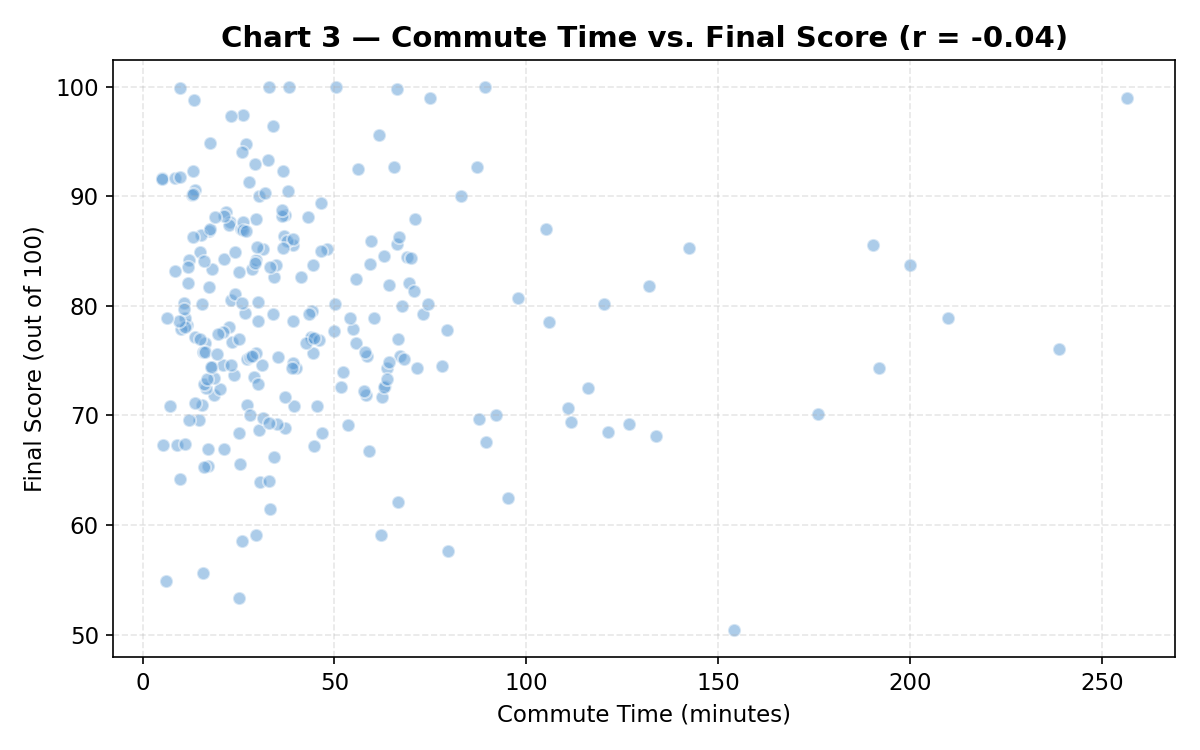 Chart 3 — Commute Time vs. Final Score (r = -0.04)
Final Score (out of 100)
100
90
80
70
60
50
0 50 100 150 200 250
Commute Time (minutes)